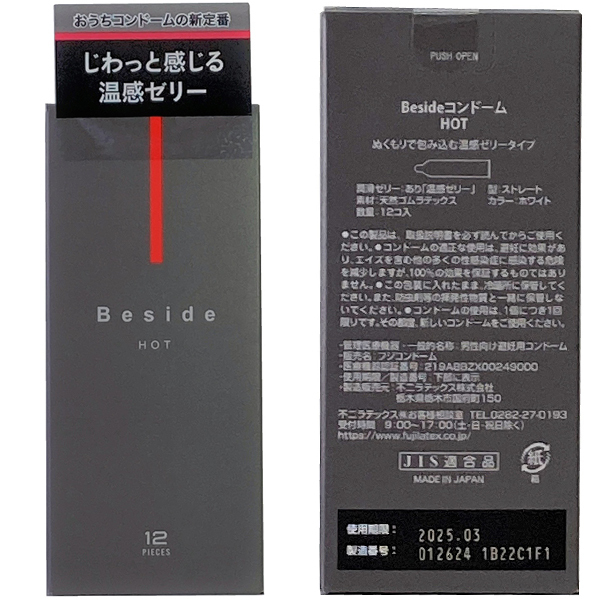 おうちコンドームの新定番
じわっと感じる
温感ゼリー
Beside
HOT
12
PIECES
PUSH OPEN
Besideコンドーム
HOT
ぬくもりで包み込む温感ゼリータイプ
潤滑ゼリー：あり「温感ゼリー」 型：ストレート
素材：天然ゴムラテックス カラー：ホワイト
数量：12コ入
●この製品は、取扱説明書を必ず読んでからご使用く
ださい。●コンドームの適正な使用は、避妊に効果があ
り、エイズを含む他の多くの性感染症に感染する危険
を減少しますが、100%の効果を保証するものではあり
ません。●この包装に入れたまま、冷暗所に保管してく
ださい。また、防虫剤等の揮発性物質と一緒に保管しな
いでください。●コンドームの使用は、1個につき1回
限りです。その都度、新しいコンドームをご使用ください。
・管理医療機器・一般的名称：男性向け避妊用コンドーム
・販売名：フジコンドーム
・医療機器認証番号：219ABBZX00249000
・使用期限／製造番号：下部に表示
・製造販売元：不二ラテックス株式会社
栃木県栃木市国府町150
不二ラテックス㈱お客様相談室 TEL.0282-27-0193
受付時間 9:00～17:00(土・日・祝日除く)
https://www.fujilatex.co.jp/
JIS適合品
MADE IN JAPAN
紙
箱
使用期限： 2025.03
製造番号： 012624 1B22C1F1